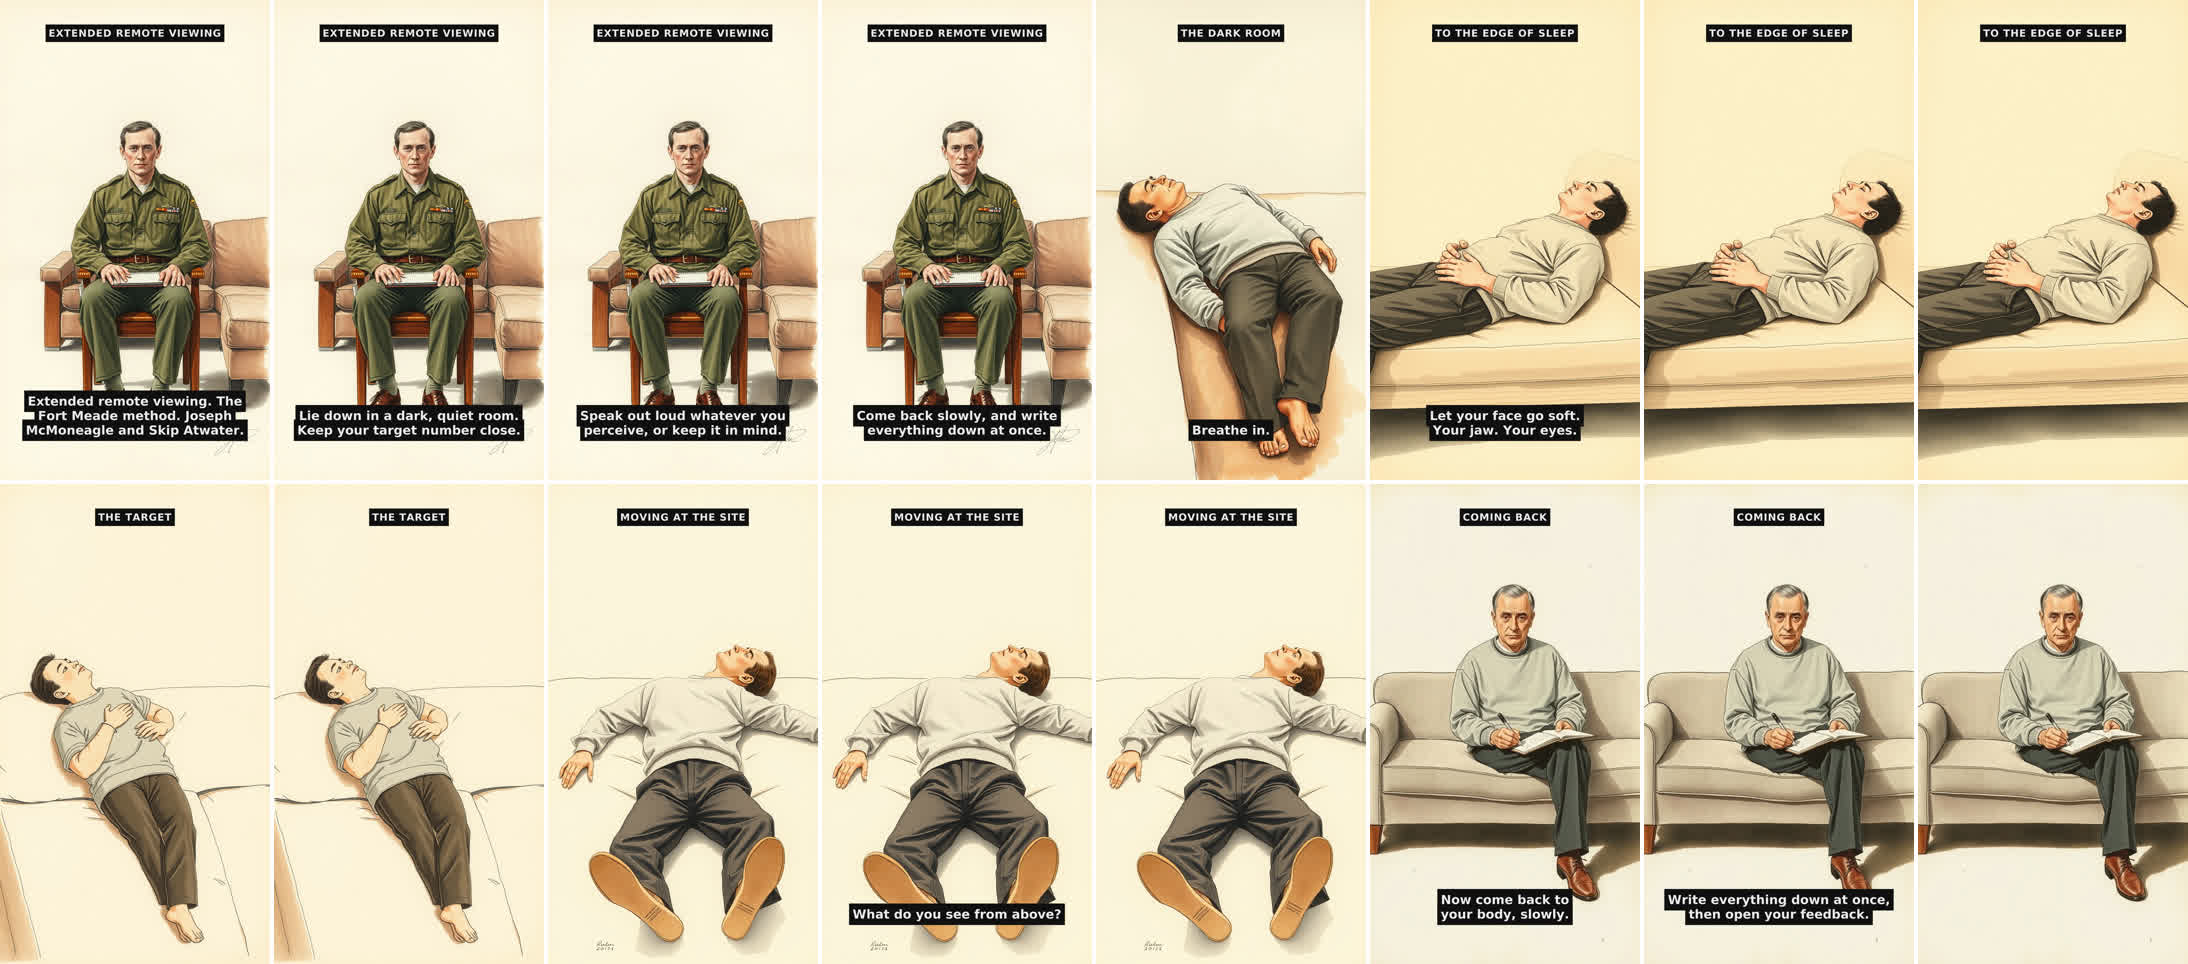 EXTENDED REMOTE VIEWING
Extended remote viewing. The
Fort Meade method. Joseph
McMoneagle and Skip Atwater.
EXTENDED REMOTE VIEWING
Lie down in a dark, quiet room.
Keep your target number close.
EXTENDED REMOTE VIEWING
Speak out loud whatever you
perceive, or keep it in mind.
EXTENDED REMOTE VIEWING
Come back slowly, and write
everything down at once.
THE DARK ROOM
Breathe in.
TO THE EDGE OF SLEEP
Let your face go soft.
Your jaw. Your eyes.
TO THE EDGE OF SLEEP
TO THE EDGE OF SLEEP
THE TARGET
THE TARGET
MOVING AT THE SITE
MOVING AT THE SITE
What do you see from above?
MOVING AT THE SITE
COMING BACK
Now come back to
your body, slowly.
COMING BACK
Write everything down at once,
then open your feedback.